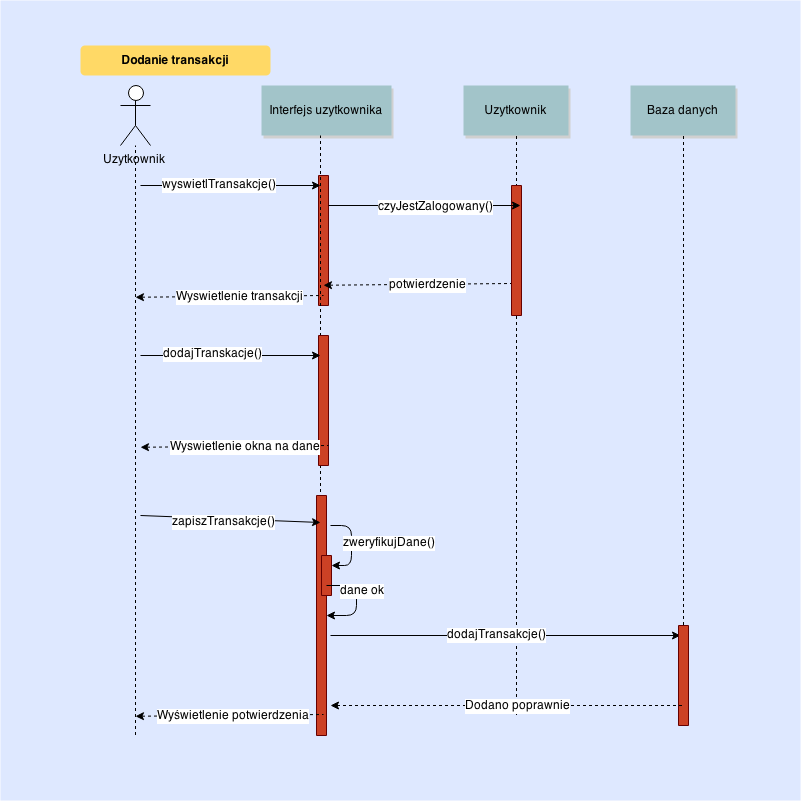 Dodanie transakcji
Interfejs uzytkownika
Uzytkownik
Baza danych
Uzytkownik
wyswietlTransakcje()
czyJestZalogowany()
potwierdzenie
Wyswietlenie transakcji
dodajTranskacje()
Wyswietlenie okna na dane
zapiszTransakcje()
zweryfikujDane()
dane ok
dodajTransakcje()
Dodano poprawnie
Wyświetlenie potwierdzenia